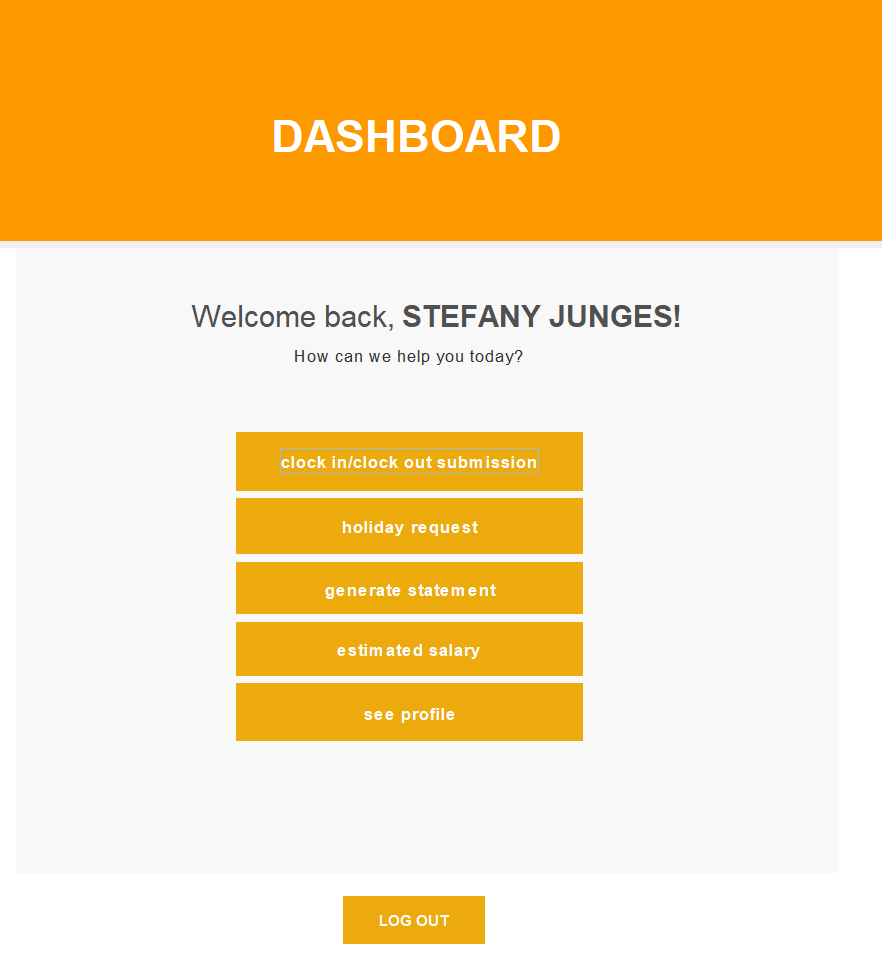 DASHBOARD
Welcome back, STEFANY JUNGES!
How can we help you today?
clock in/clock out submission
holiday request
generate statement
estimated salary
see profile
LOG OUT